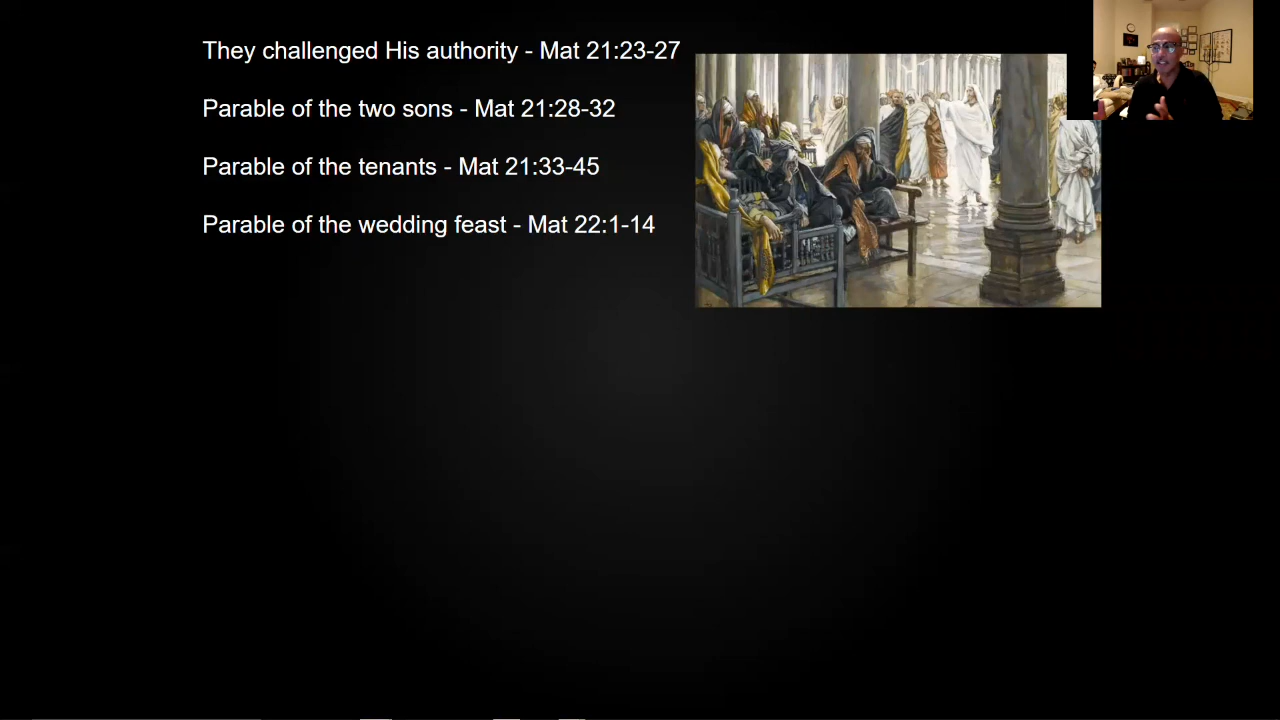 They challenged His authority - Mat 21:23-27
Parable of the two sons - Mat 21:28-32
Parable of the tenants - Mat 21:33-45
Parable of the wedding feast - Mat 22:1-14